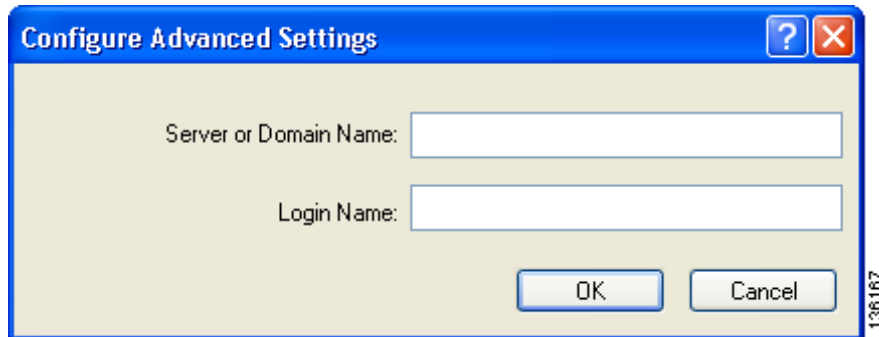 Configure Advanced Settings
?
Server or Domain Name:
Login Name:
OK
Cancel
136167